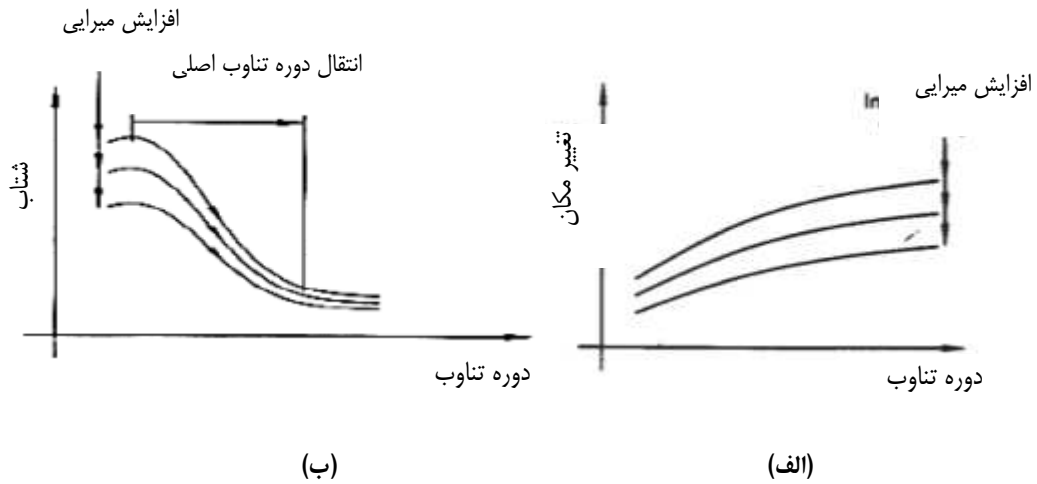 افزایش میرایی
انتقال دوره تناوب اصلی
شتاب
دوره تناوب
(ب)
افزایش میرایی
In
تغییر مکان
دوره تناوب
(الف)